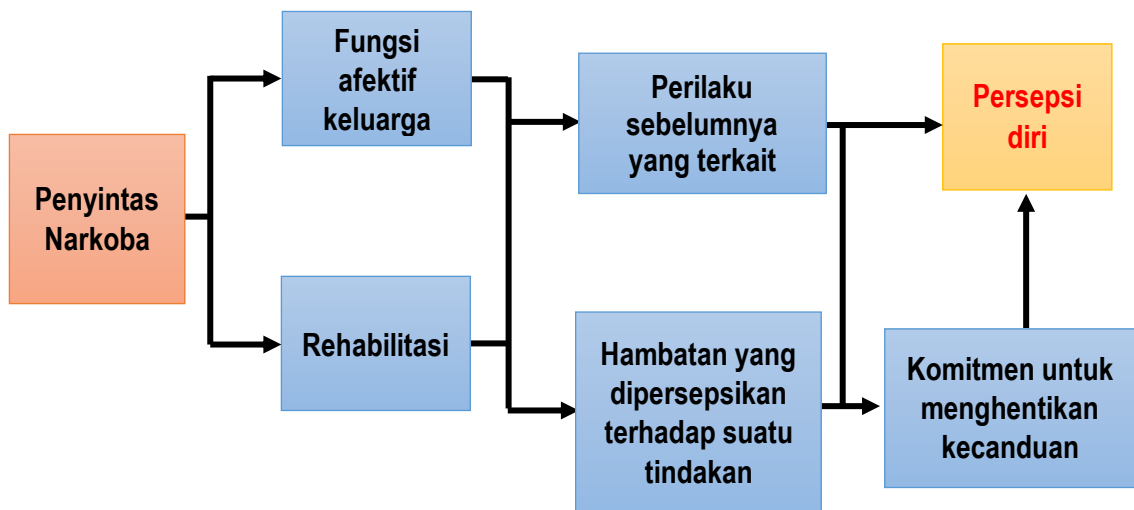 Penyintas
Narkoba
Fungsi
afektif
keluarga
Rehabilitasi
Perilaku
sebelumnya
yang terkait
Hambatan yang
dipersepsikan
terhadap suatu
tindakan
Persepsi
diri
Komitmen untuk
menghentikan
kecanduan